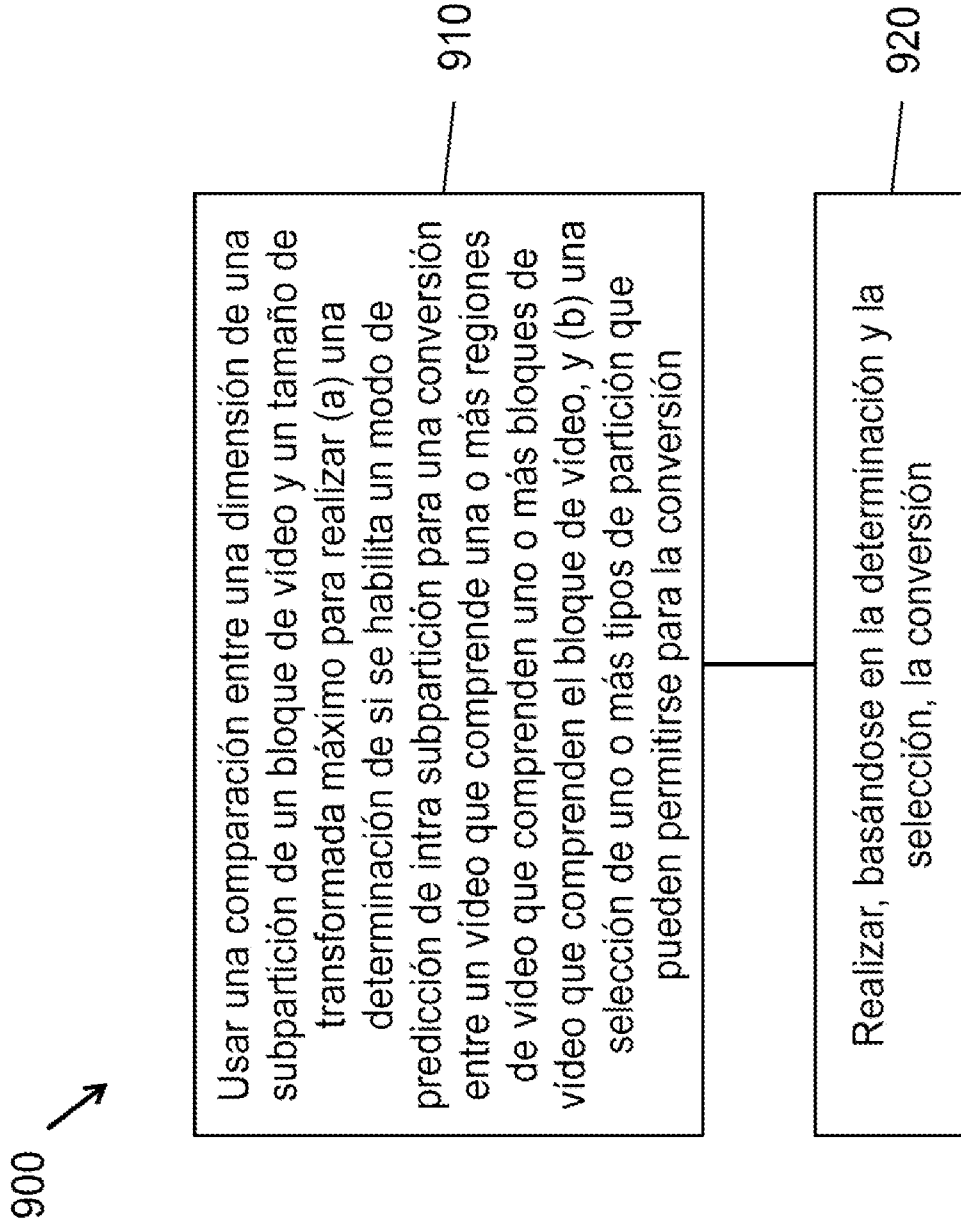 900
Usar una comparación entre una dimensión de una
subpartición de un bloque de vídeo y un tamaño de
transformada máximo para realizar (a) una
determinación de si se habilita un modo de
predicción de intra subpartición para una conversión
entre un vídeo que comprende una o más regiones
de vídeo que comprenden uno o más bloques de
vídeo que comprenden el bloque de vídeo, y (b) una
selección de uno o más tipos de partición que
pueden permitirse para la conversión
910
Realizar, basándose en la determinación y la
selección, la conversión
920